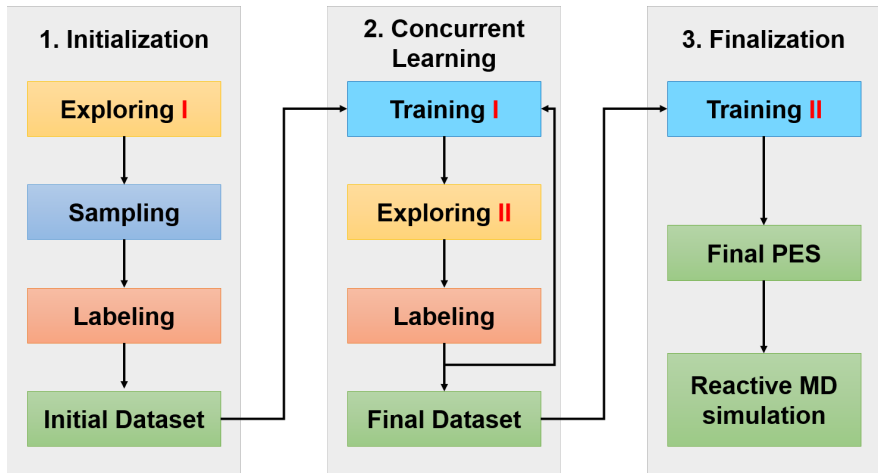 1. Initialization
Exploring I
Sampling
Labeling
Initial Dataset
2. Concurrent
Learning
Training I
Exploring II
Labeling
Final Dataset
3. Finalization
Training II
Final PES
Reactive MD
simulation